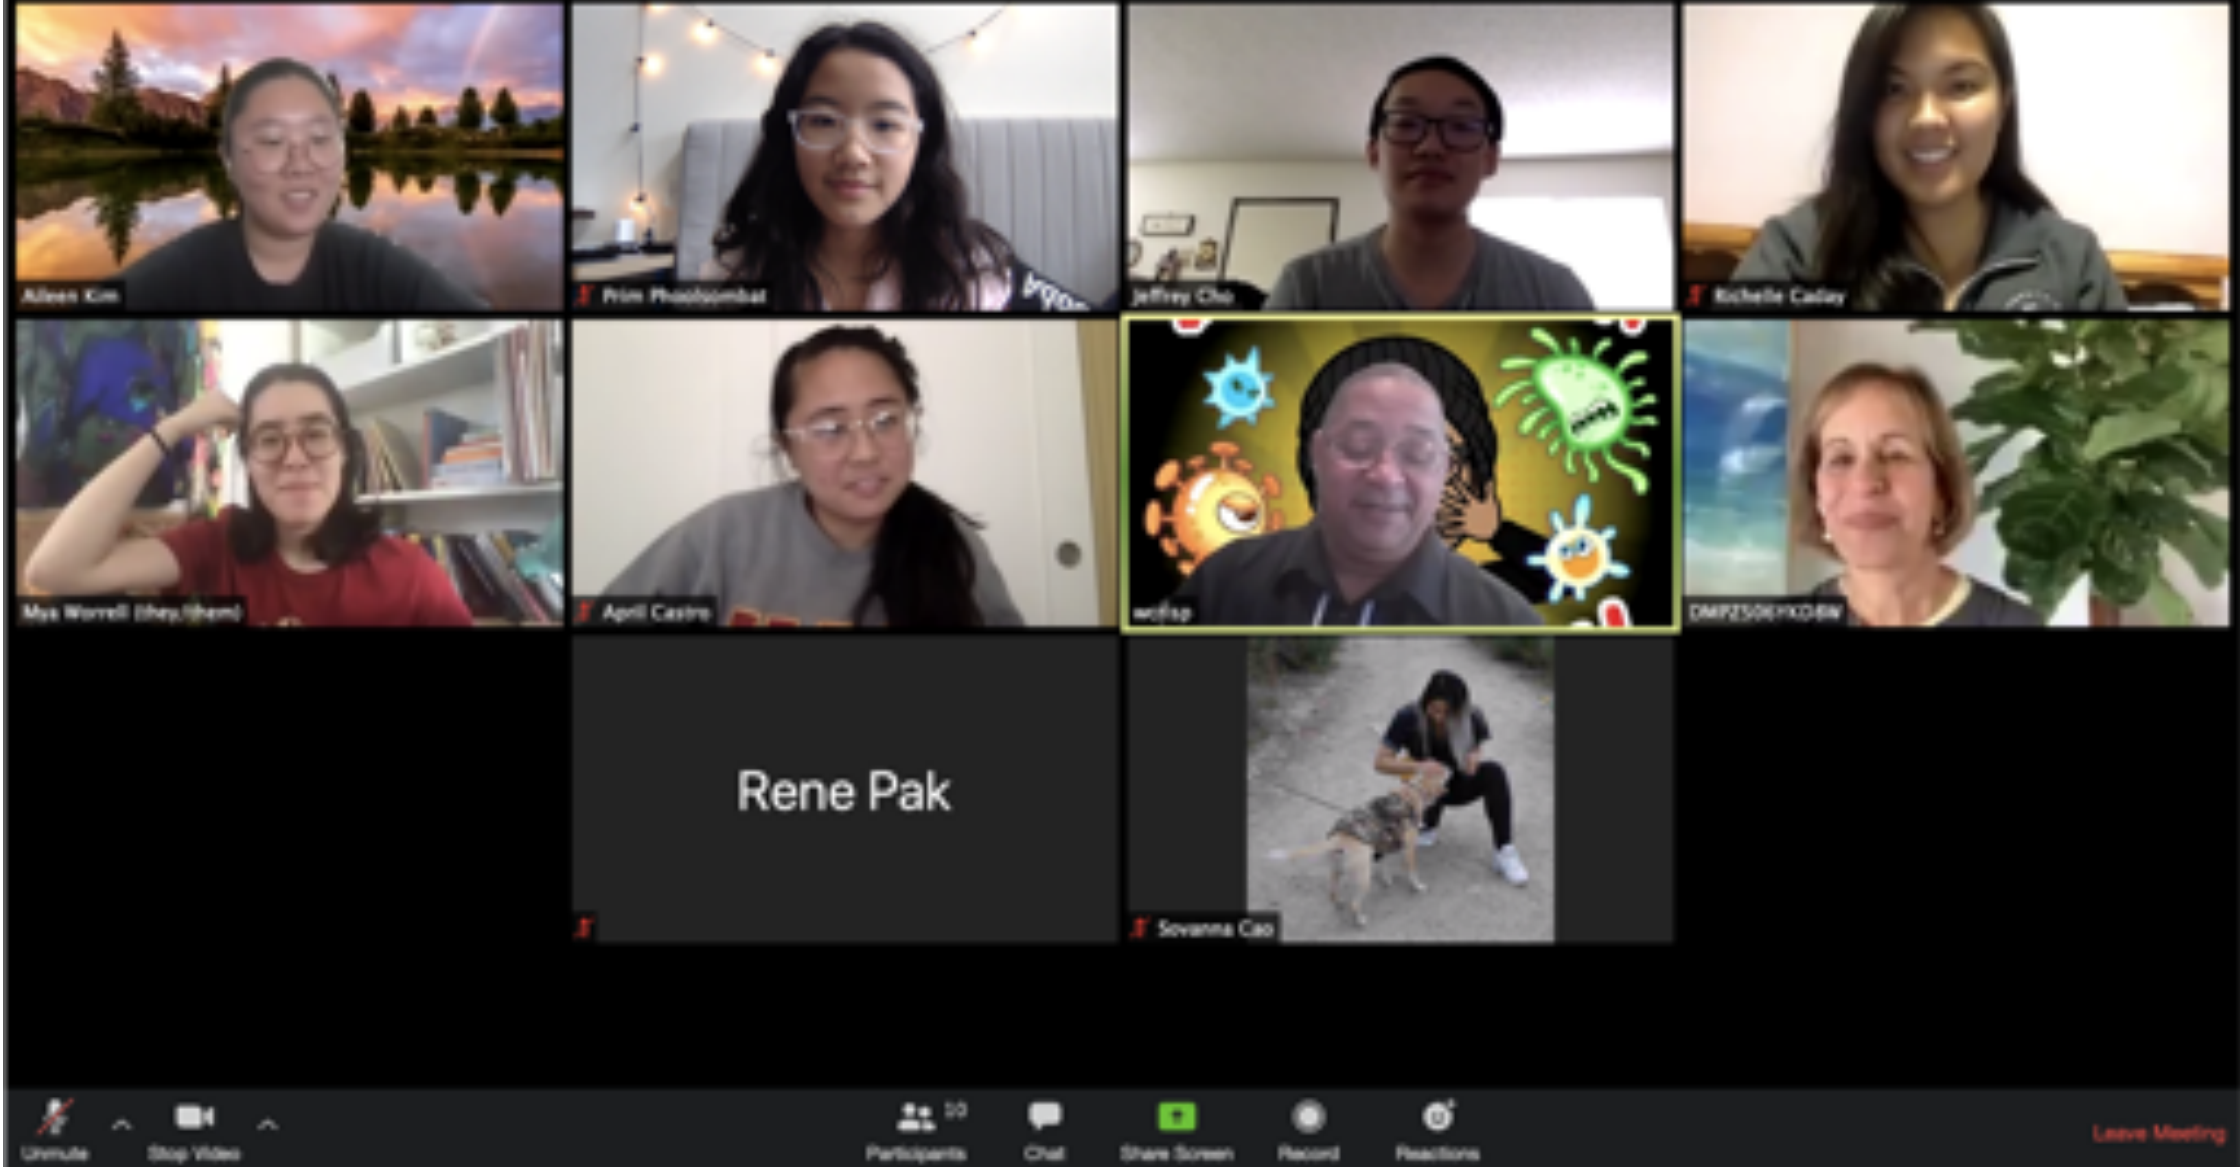 Aileen Kim
Prim Phoolsombat
Jeffrey Cho
Richelle Caday
Mya Worrell (they/them)
April Castro
Rene Pak
Sovanna Cao
Unmute
Stop Video
10
Participants
Chat
Share Screen
Record
Reactions
Leave Meeting